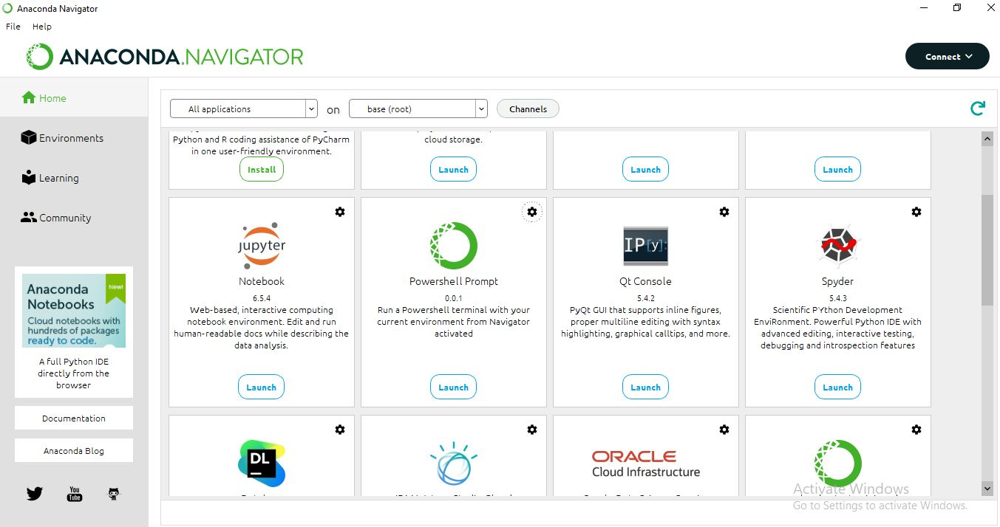 Anaconda Navigator
File Help
ANACONDA.NAVIGATOR
Connect
Home
Environments
Learning
Community
All applications on base (root) Channels
Python and R coding assistance of PyCharm
in one user-friendly environment.
Install
cloud storage.
Launch
Launch
Launch
jupyter
Notebook
6.5.4
Web-based, interactive computing
notebook environment. Edit and run
human-readable docs while describing the
data analysis.
Launch
Powershell Prompt
0.0.1
Run a Powershell terminal with your
current environment from Navigator
activated
Launch
IP[y]:
Qt Console
5.4.2
PyQt GUI that supports inline figures,
proper multiline editing with syntax
highlighting, graphical calltips, and more.
Launch
Spyder
5.4.3
Scientific PYthon Development
EnviRonment. Powerful Python IDE with
advanced editing, interactive testing,
debugging and introspection features
Launch
DL
ORACLE
Cloud Infrastructure
New!
Anaconda
Notebooks
Cloud notebooks with
hundreds of packages
ready to code.
A full Python IDE
directly from the
browser
Documentation
Anaconda Blog
You
Tube
Activate Windows
Go to Settings to activate Windows.